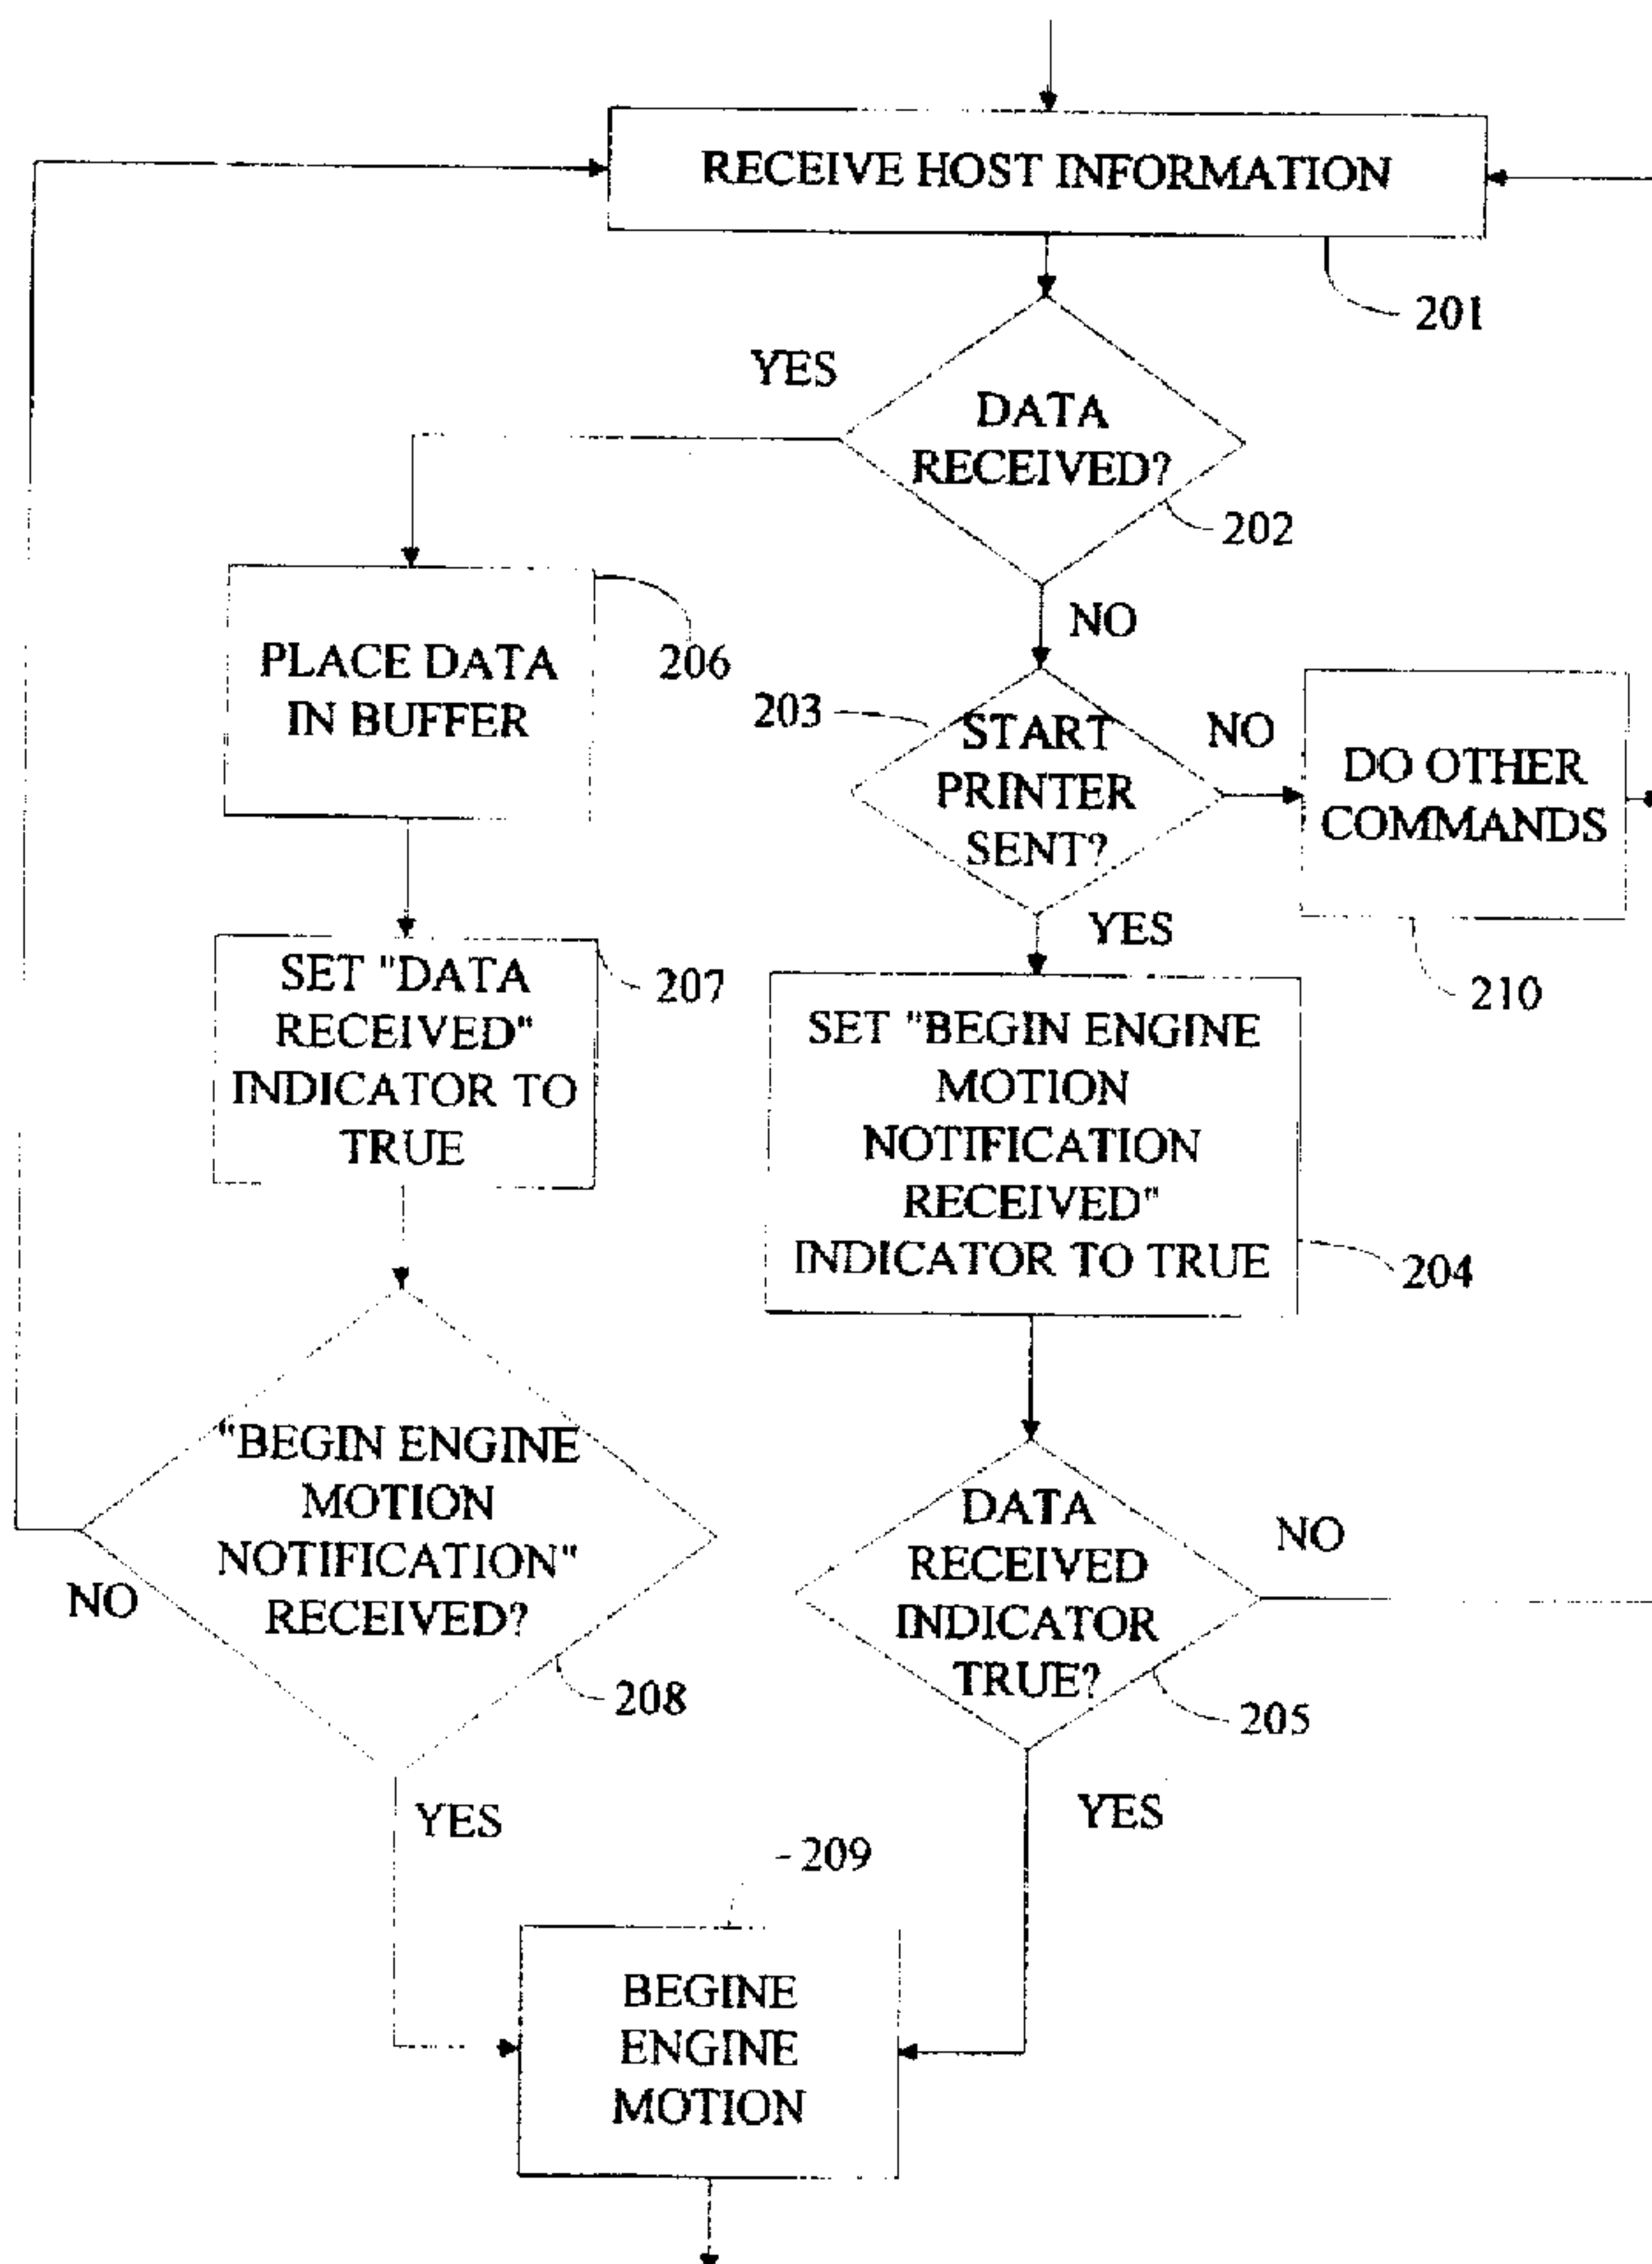 RECEIVE HOST INFORMATION
201
YES
DATA
RECEIVED?
202
NO
206
PLACE DATA
IN BUFFER
203
START
PRINTER
SENT?
NO
DO OTHER
COMMANDS
210
YES
SET "DATA
RECEIVED"
INDICATOR TO
TRUE
207
SET "BEGIN ENGINE
MOTION
NOTIFICATION
RECEIVED"
INDICATOR TO TRUE
204
"BEGIN ENGINE
MOTION
NOTIFICATION"
RECEIVED?
NO
208
YES
DATA
RECEIVED
INDICATOR
TRUE?
NO
205
YES
209
BEGINE
ENGINE
MOTION